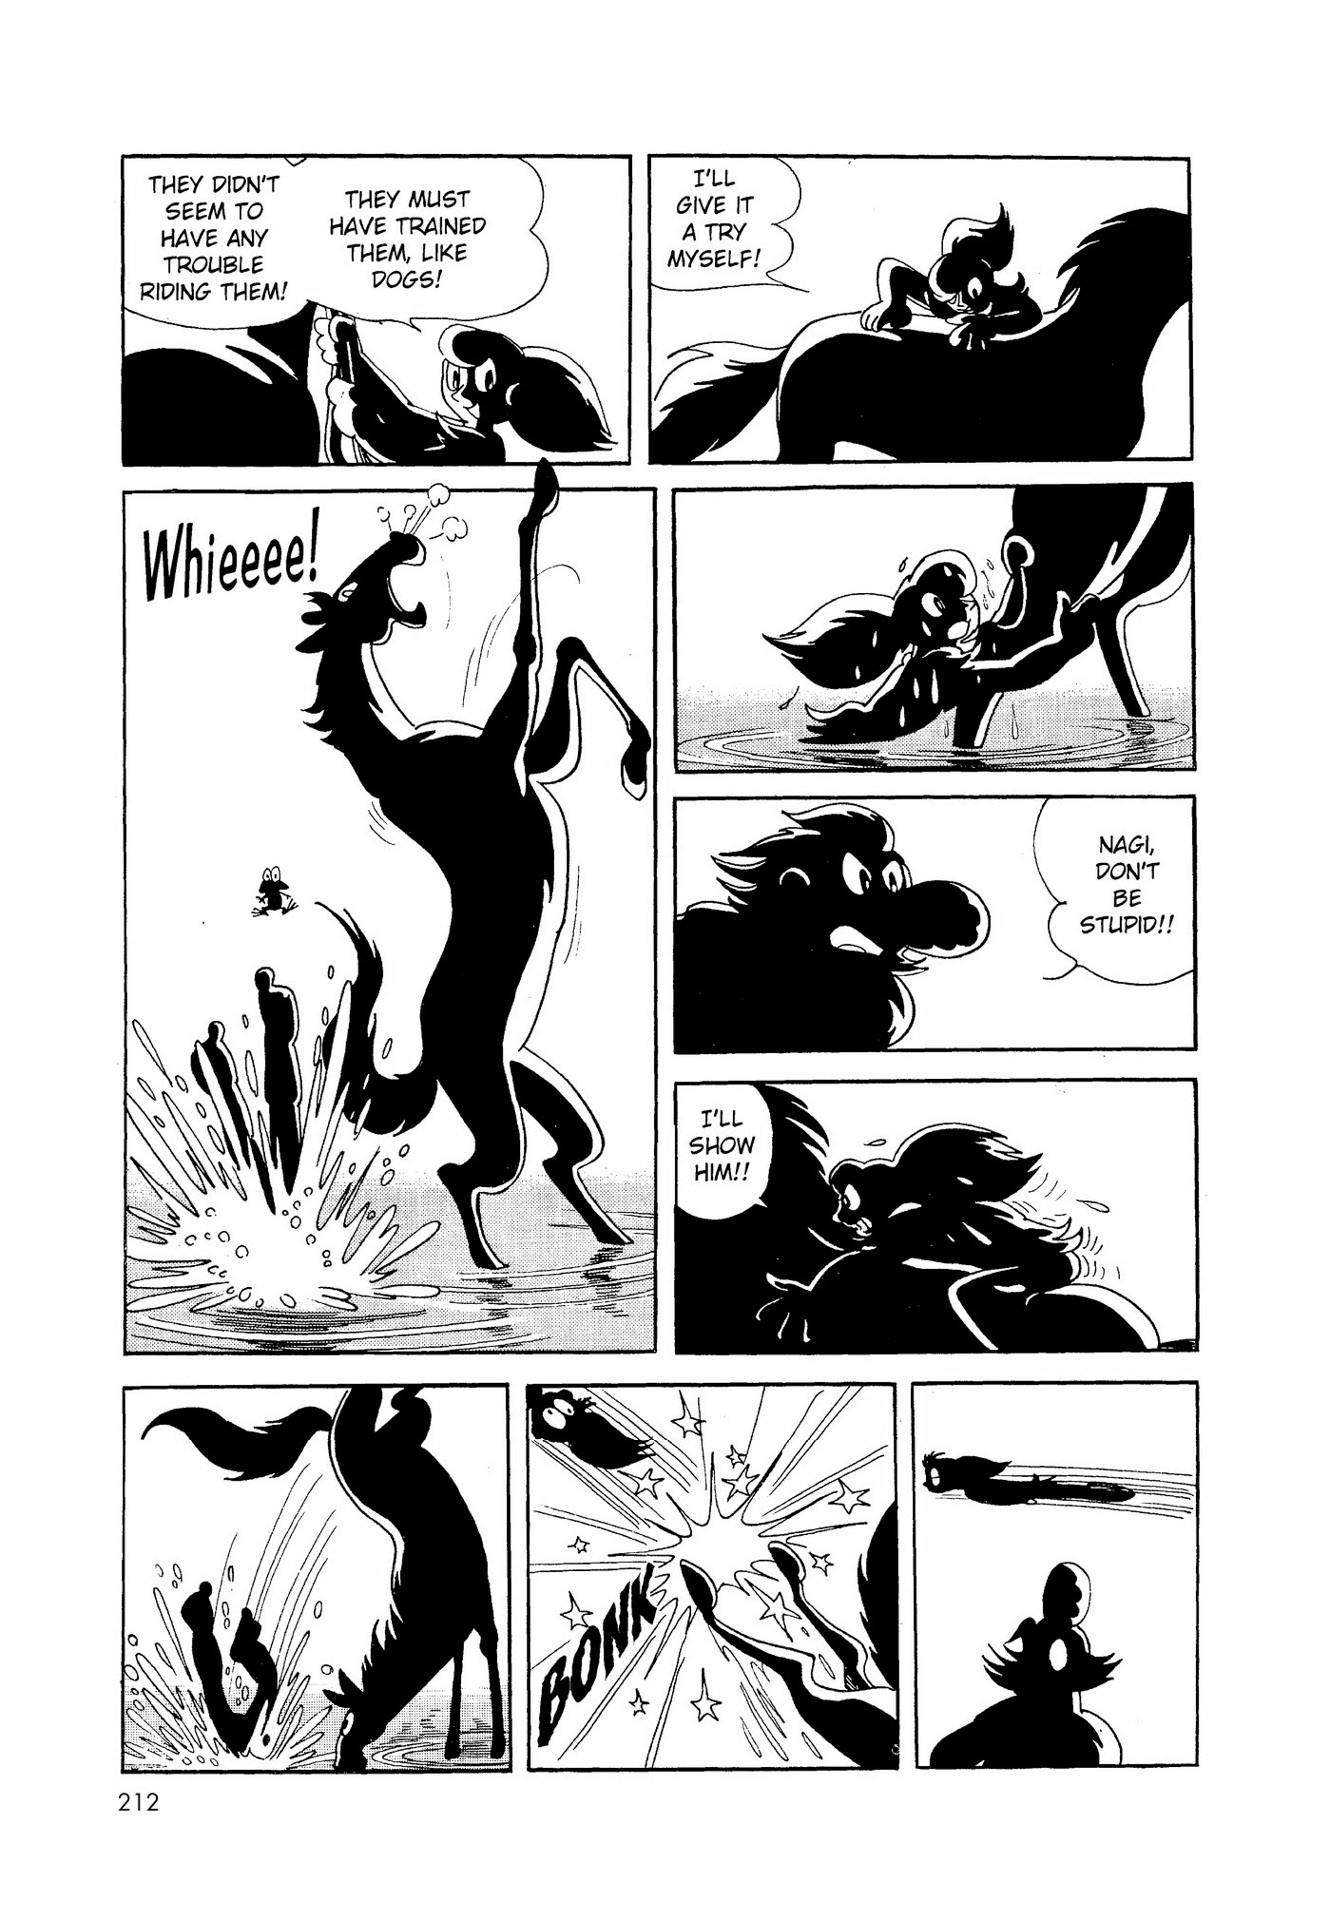 THEY DIDN'T
SEEM TO
HAVE ANY
TROUBLE
RIDING THEM!
THEY MUST
HAVE TRAINED
THEM, LIKE
DOGS!
I'LL
GIVE IT
A TRY
MYSELF!
Whieeee!
NAGI,
DON'T
BE
STUPID!!
I'LL
SHOW
HIM!!
BONK
212